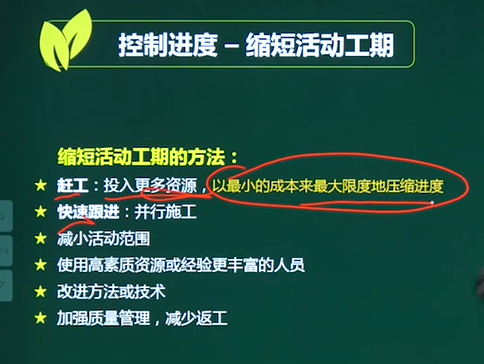 控制进度 – 缩短活动工期
缩短活动工期的方法：
★ 赶工：投入更多资源，以最小的成本来最大限度地压缩进度
★ 快速跟进：并行施工
★ 减小活动范围
★ 使用高素质资源或经验更丰富的人员
★ 改进方法或技术
★ 加强质量管理，减少返工